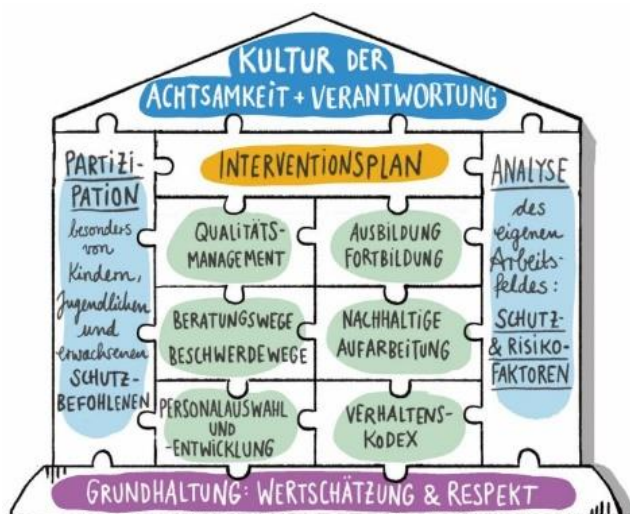 KULTUR DER
ACHTSAMKEIT + VERANTWORTUNG
PARTIZI-
PATION
besonders
von
Kindern,
Jugendlichen
und
erwachsenen
SCHUTZ-
BEFOHLENEN
INTERVENTIONSPLAN
QUALITÄTS-
MANAGEMENT
AUSBILDUNG
FORTBILDUNG
BERATUNGSWEGE
BESCHWERDEWEGE
NACHHALTIGE
AUFARBEITUNG
PERSONALAUSWAHL
UND
-ENTWICKLUNG
VERHALTENS-
KODEX
ANALYSE
des
eigenen
Arbeits-
feldes:
SCHUTZ-
& RISIKO-
FAKTOREN
GRUNDHALTUNG: WERTSCHÄTZUNG & RESPEKT